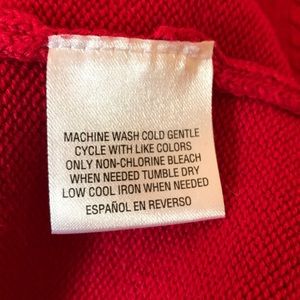 MACHINE WASH COLD GENTLE
CYCLE WITH LIKE COLORS
ONLY NON-CHLORINE BLEACH
WHEN NEEDED TUMBLE DRY
LOW COOL IRON WHEN NEEDED
ESPAÑOL EN REVERSO